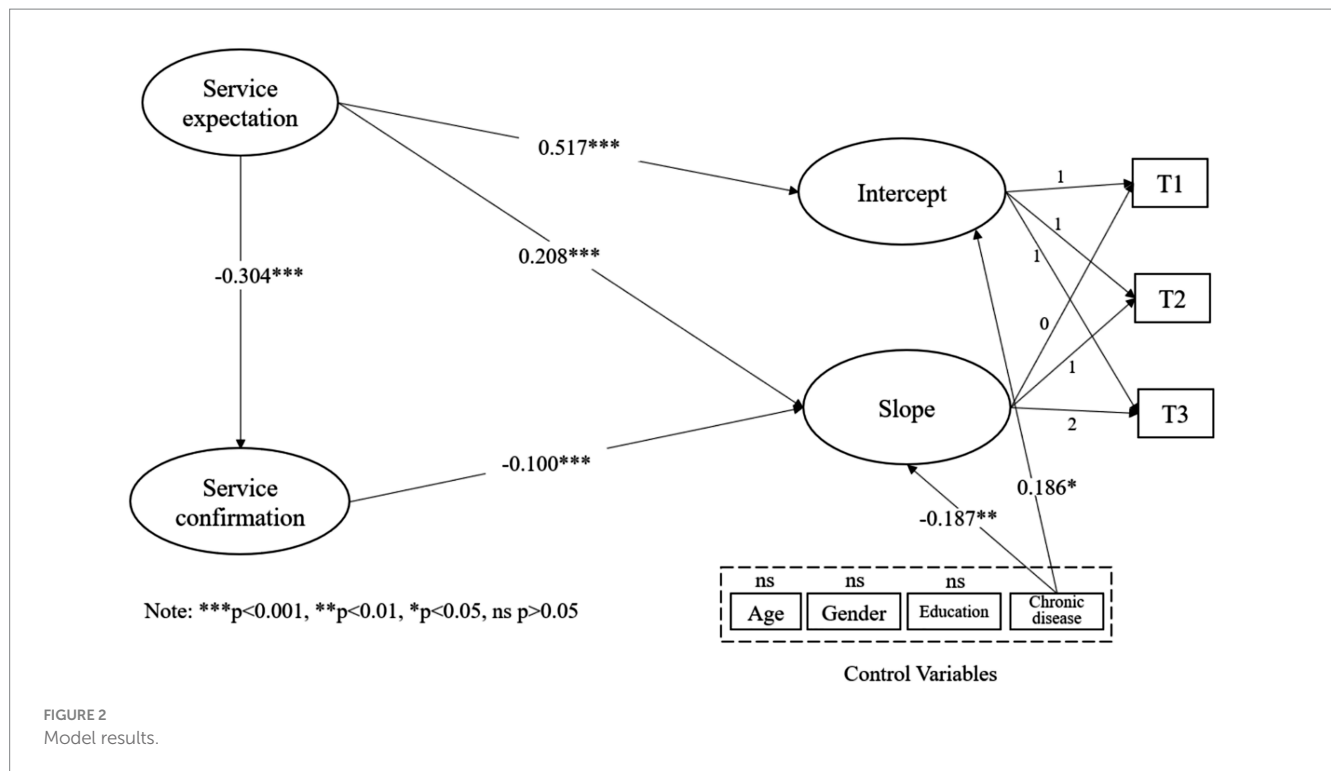 Service
expectation
0.517***
Intercept
1
T1
1
1
0.208***
-0.304***
T2
0
1
Slope
2
T3
-0.100***
Service
confirmation
0.186*
-0.187**
ns
ns
ns
Age
Gender
Education
Chronic
disease
Note: ***p<0.001, **p<0.01, *p<0.05, ns p>0.05
Control Variables
FIGURE 2
Model results.